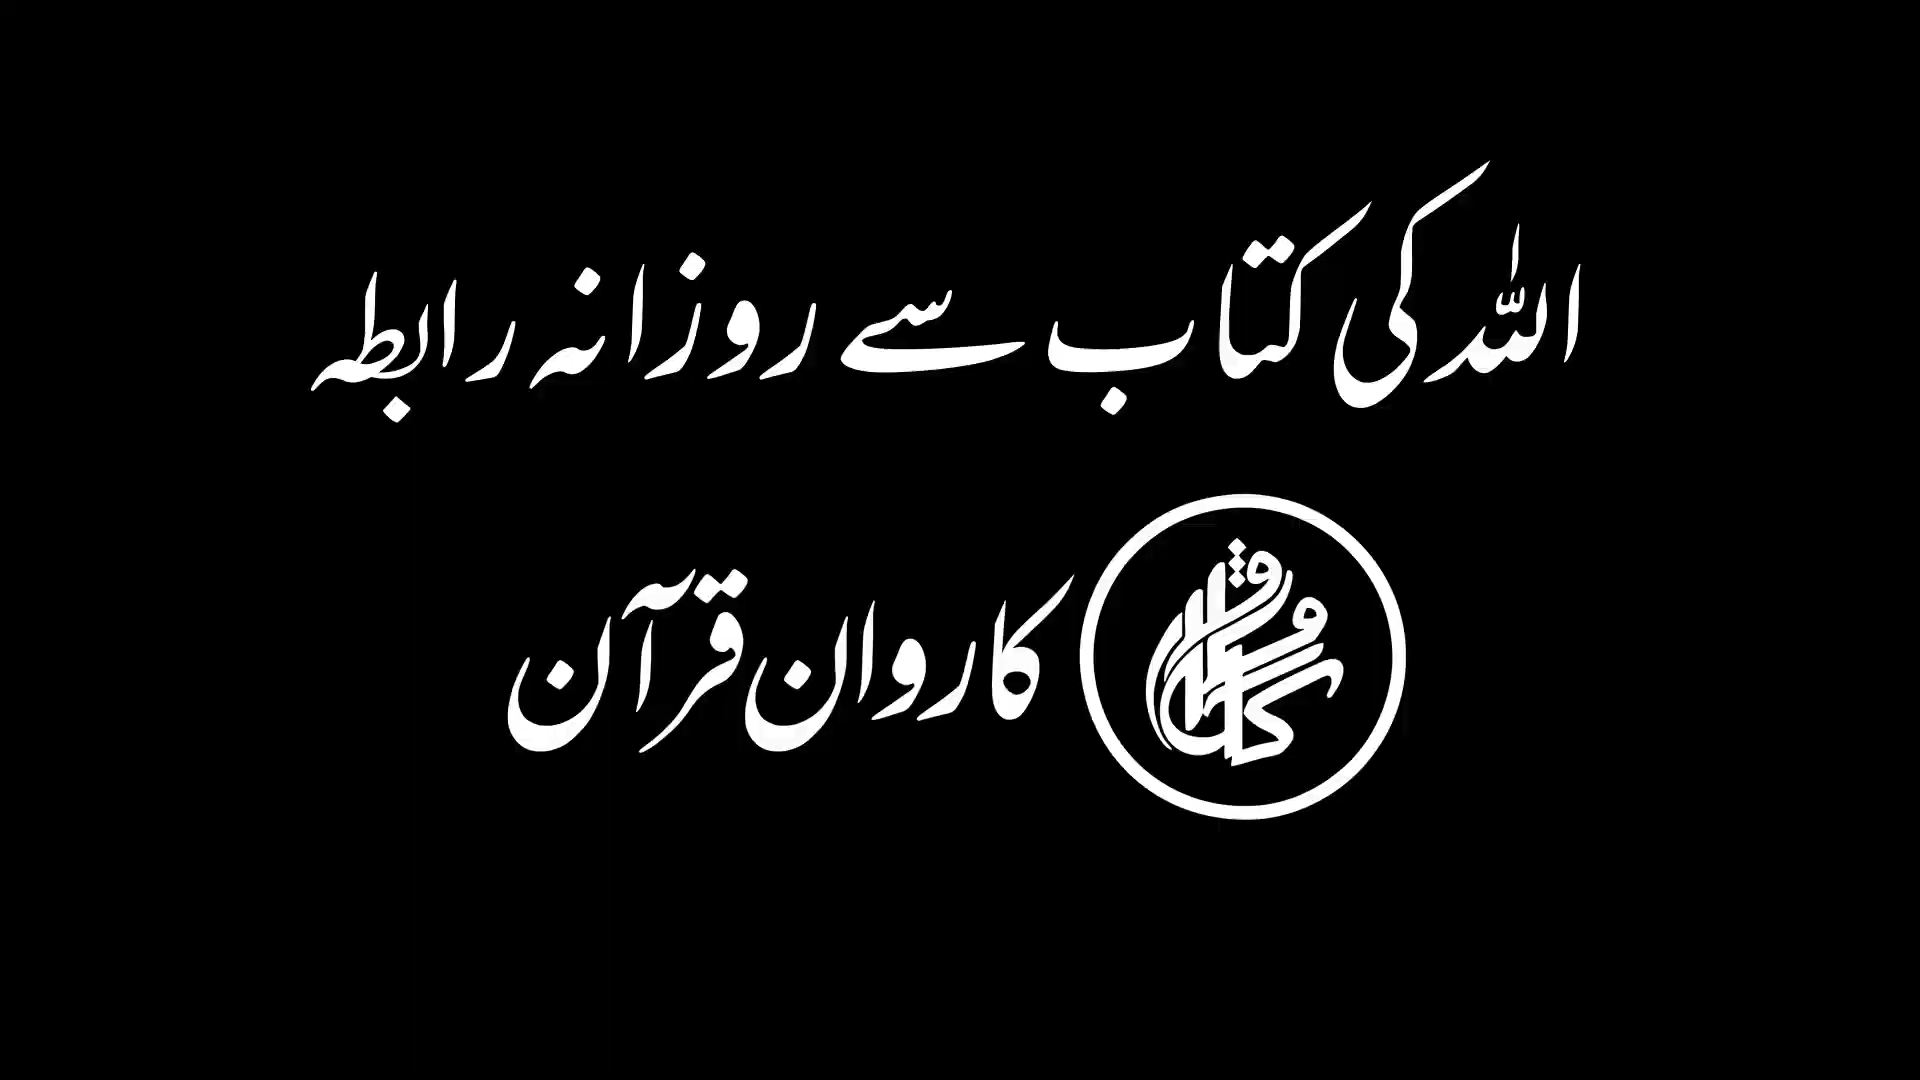 اللہ کی کتاب سے روزانہ رابطہ
کاروان قرآن